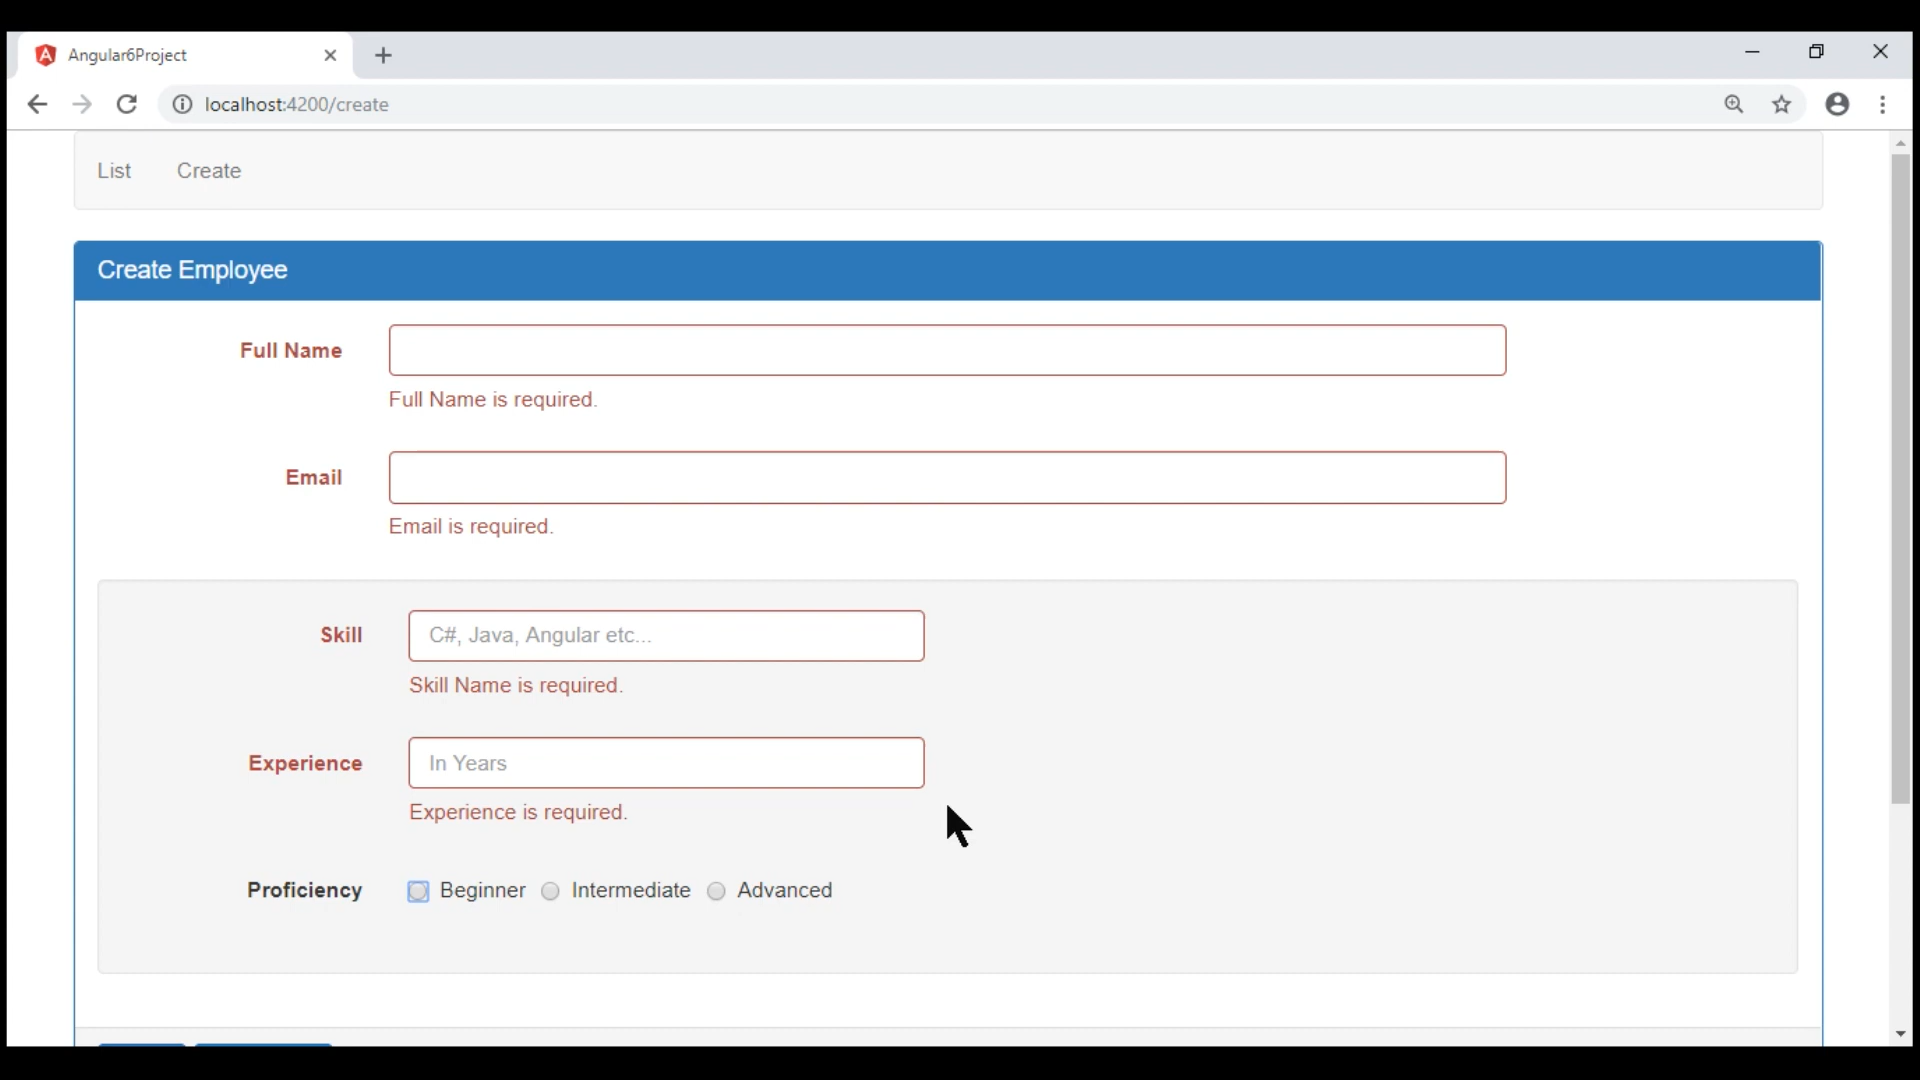 Angular6Project
localhost:4200/create
List Create
Create Employee
Full Name
Full Name is required.
Email
Email is required.
Skill C#, Java, Angular etc...
Skill Name is required.
Experience In Years
Experience is required.
Proficiency Beginner Intermediate Advanced